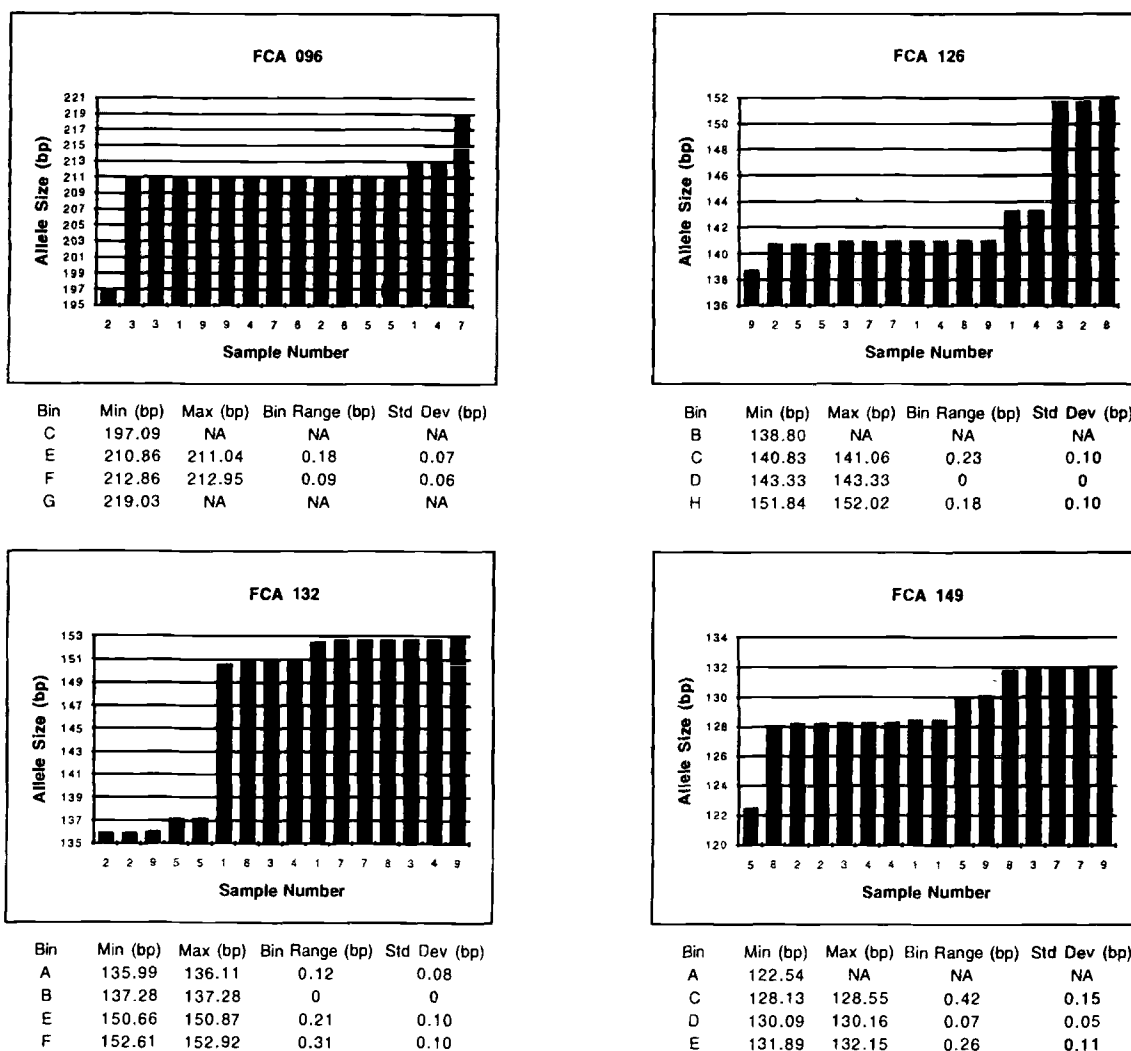 FCA 096
Allele Size (bp)
221
219
217
215
213
211
209
207
205
203
201
199
197
195
2 3 3 1 9 9 4 7 6 2 6 5 5 1 4 7
Sample Number
Bin Min (bp) Max (bp) Bin Range (bp) Std Dev (bp)
C 197.09 NA NA NA
E 210.86 211.04 0.18 0.07
F 212.86 212.95 0.09 0.06
G 219.03 NA NA NA
FCA 126
Allele Size (bp)
152
150
148
146
144
142
140
138
136
9 2 5 5 3 7 7 1 4 8 9 1 4 3 2 8
Sample Number
Bin Min (bp) Max (bp) Bin Range (bp) Std Dev (bp)
B 138.80 NA NA NA
C 140.83 141.06 0.23 0.10
D 143.33 143.33 0 0
H 151.84 152.02 0.18 0.10
FCA 132
Allele Size (bp)
153
151
149
147
145
143
141
139
137
135
2 2 9 5 5 1 8 3 4 1 7 7 8 3 4 9
Sample Number
Bin Min (bp) Max (bp) Bin Range (bp) Std Dev (bp)
A 135.99 136.11 0.12 0.08
B 137.28 137.28 0 0
E 150.66 150.87 0.21 0.10
F 152.61 152.92 0.31 0.10
FCA 149
Allele Size (bp)
134
132
130
128
126
124
122
120
5 8 2 2 3 4 4 1 1 5 9 8 3 7 7 9
Sample Number
Bin Min (bp) Max (bp) Bin Range (bp) Std Dev (bp)
A 122.54 NA NA NA
C 128.13 128.55 0.42 0.15
D 130.09 130.16 0.07 0.05
E 131.89 132.15 0.26 0.11